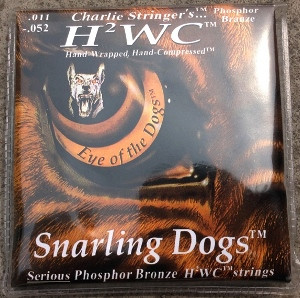 .011
-.052
Charlie Stringer's...™
Phosphor
Bronze
H²WC™
Hand-Wrapped, Hand-Compressed™
Eye of the Dogs™
Snarling Dogs™
Serious Phosphor Bronze H²WC™ strings